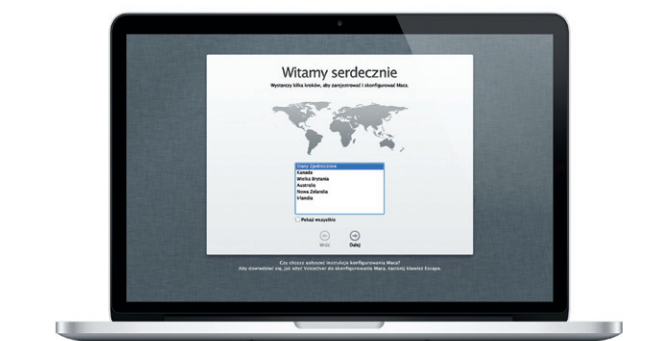 Witamy serdecznie
Wystarczy kilka kroków, aby zarejestrować i skonfigurować Maca.
Stany Zjednoczone
Kanada
Wielka Brytania
Australia
Nowa Zelandia
Irlandia
Pokaż wszystkie
Wróć
Dalej
Czy chcesz usłyszeć instrukcje konfigurowania Maca?
Aby dowiedzieć się, jak użyć VoiceOver do skonfigurowania Maca, naciśnij klawisz Escape.